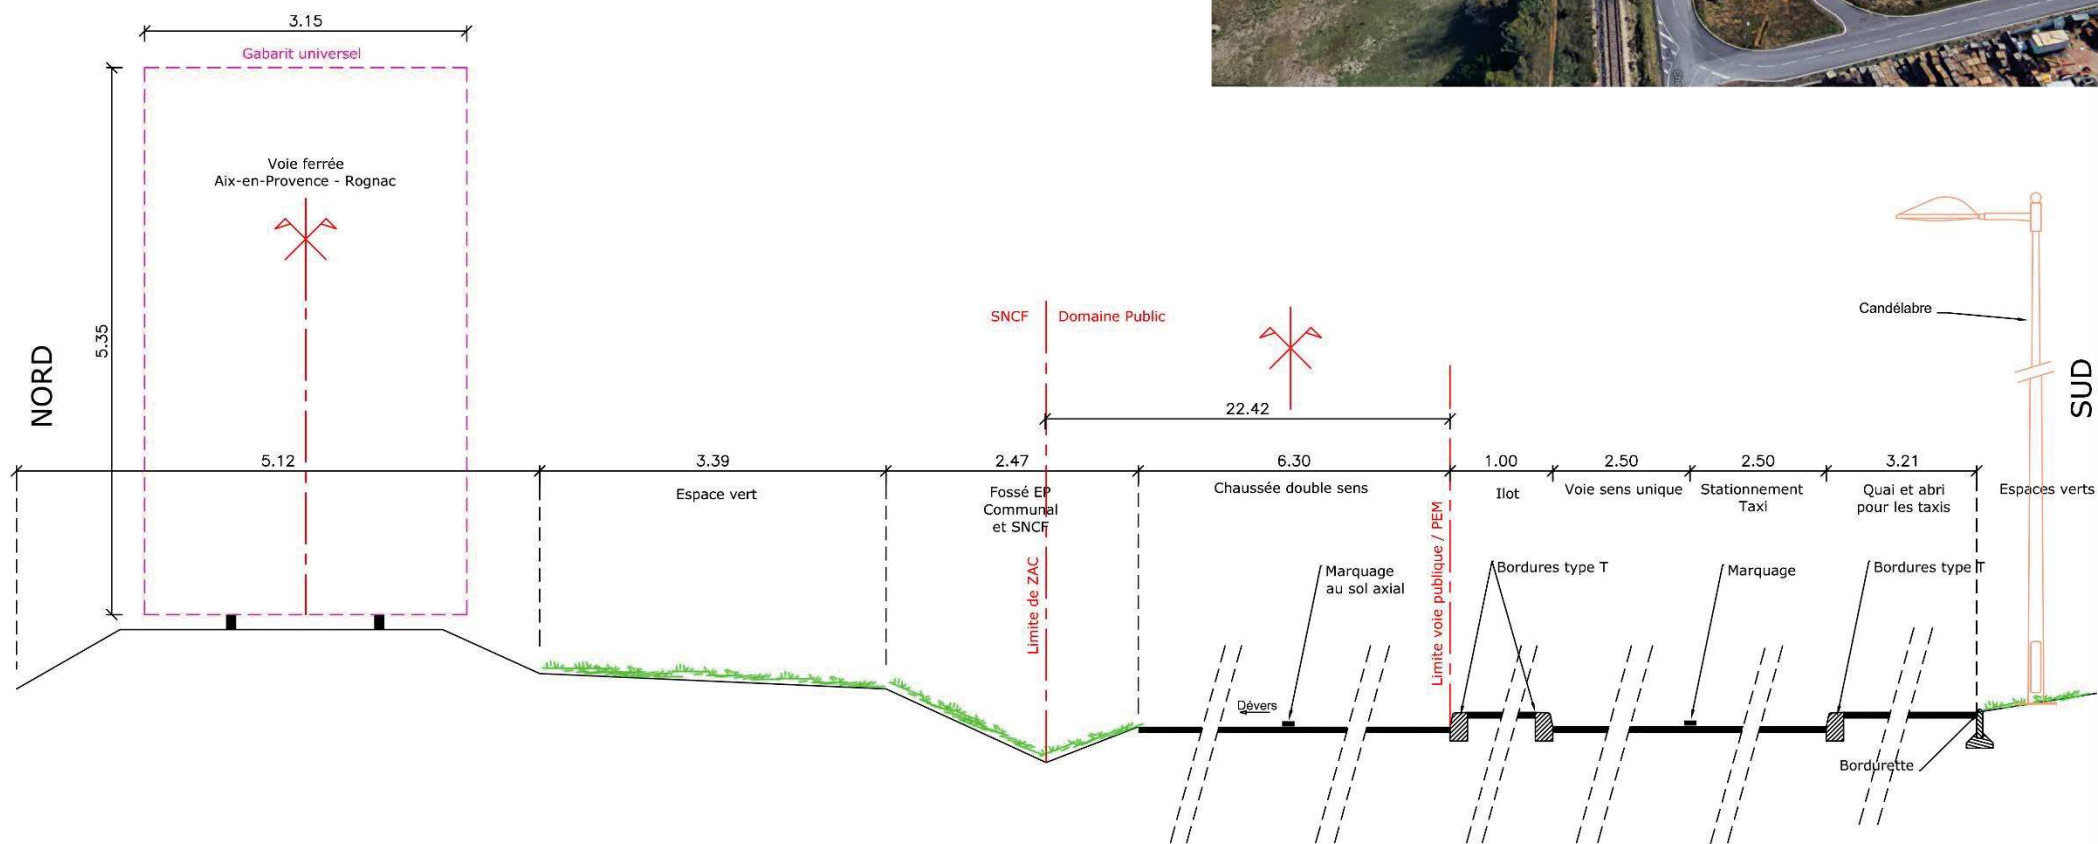 3.15
Gabarit universel
Voie ferrée
Aix-en-Provence - Rognac
5.35
NORD
SNCF
Domaine Public
Candélabre
SUD
22.42
5.12
3.39
2.47
6.30
1.00
2.50
2.50
3.21
Espace vert
Fossé EP
Communal
et SNCF
Chaussée double sens
Ilot
Voie sens unique
Stationnement
Taxi
Quai et abri
pour les taxis
Espaces verts
Limite de ZAC
Limite voie publique / PEM
Marquage
au sol axial
Bordures type T
Marquage
Bordures type T
Dévers
Bordurette